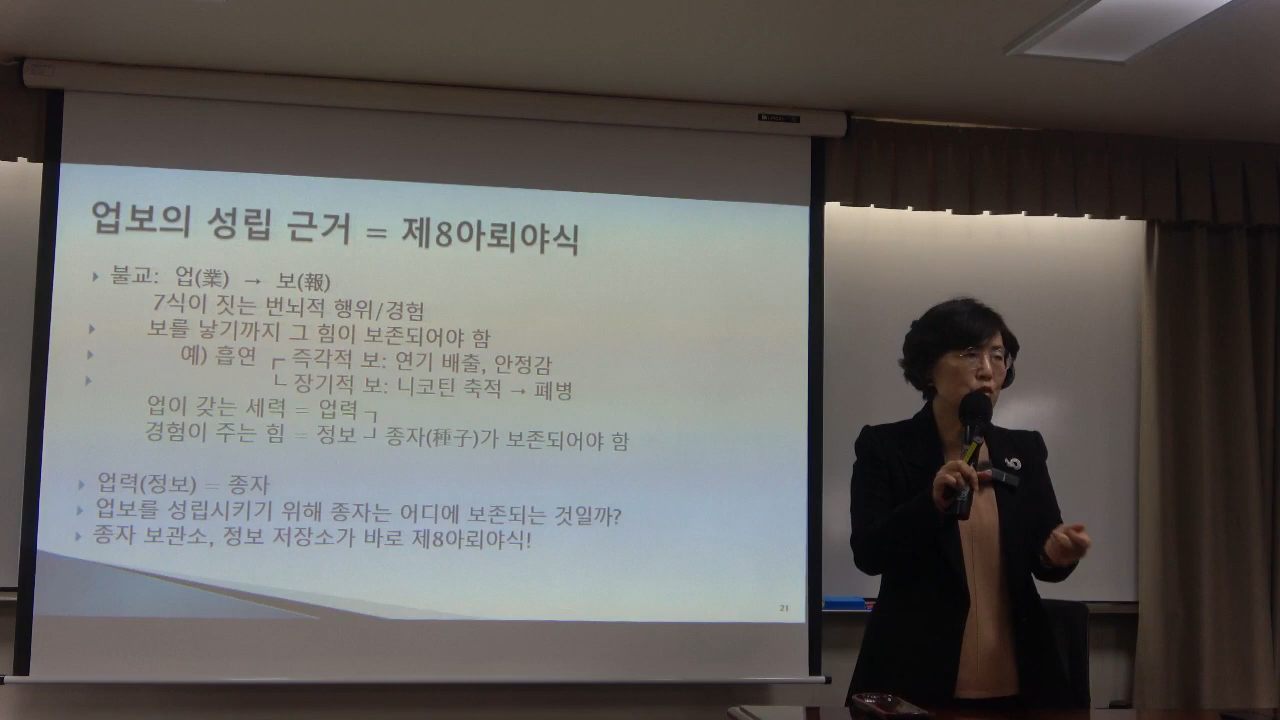 업보의 성립 근거 = 제8아뢰야식
▸ 불교: 업(業) → 보(報)
7식이 짓는 번뇌적 행위/경험
▸ 보를 낳기까지 그 힘이 보존되어야 함
▸ 예) 흡연 ┌ 즉각적 보: 연기 배출, 안정감
▸ └ 장기적 보: 니코틴 축적 → 폐병
업이 갖는 세력 = 업력 ┐
경험이 주는 힘 = 정보 ┘ 종자(種子)가 보존되어야 함
▸ 업력(정보) = 종자
▸ 업보를 성립시키기 위해 종자는 어디에 보존되는 것일까?
▸ 종자 보관소, 정보 저장소가 바로 제8아뢰야식!
21